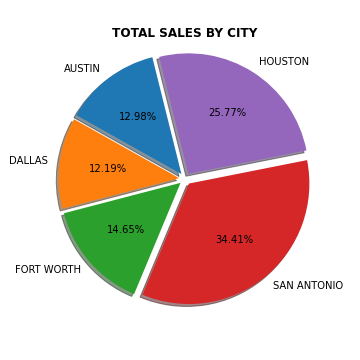 TOTAL SALES BY CITY
HOUSTON
AUSTIN
25.77%
12.98%
DALLAS
12.19%
14.65%
34.41%
FORT WORTH
SAN ANTONIO